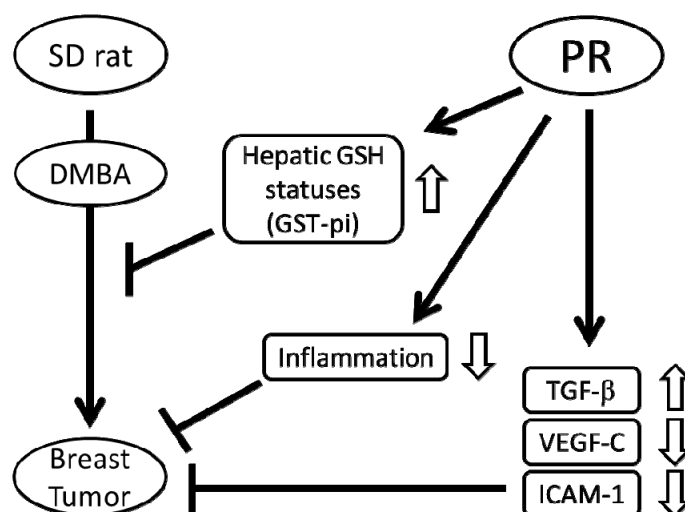 SD rat
PR
DMBA
Hepatic GSH
statuses
(GST-pi)
Inflammation
TGF-β
VEGF-C
ICAM-1
Breast
Tumor